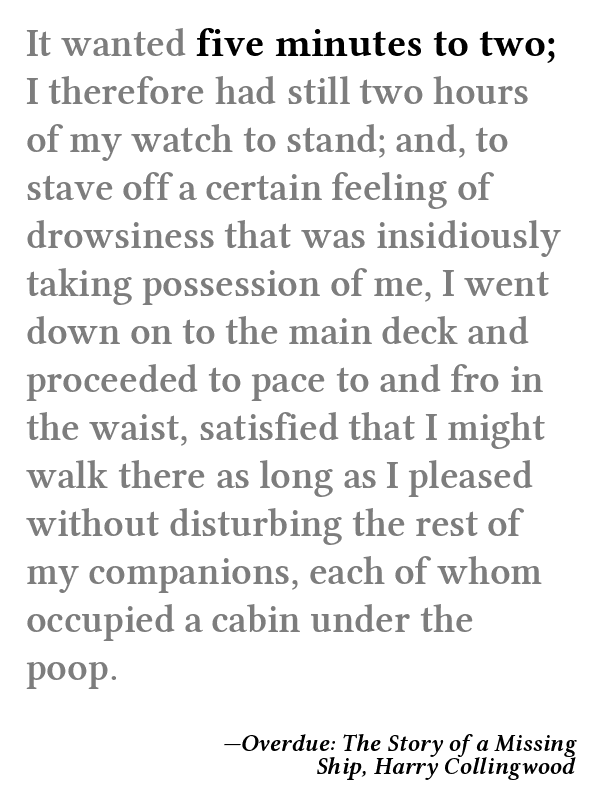 It wanted five minutes to two;
I therefore had still two hours
of my watch to stand; and, to
stave off a certain feeling of
drowsiness that was insidiously
taking possession of me, I went
down on to the main deck and
proceeded to pace to and fro in
the waist, satisfied that I might
walk there as long as I pleased
without disturbing the rest of
my companions, each of whom
occupied a cabin under the
poop.
—Overdue: The Story of a Missing
Ship, Harry Collingwood